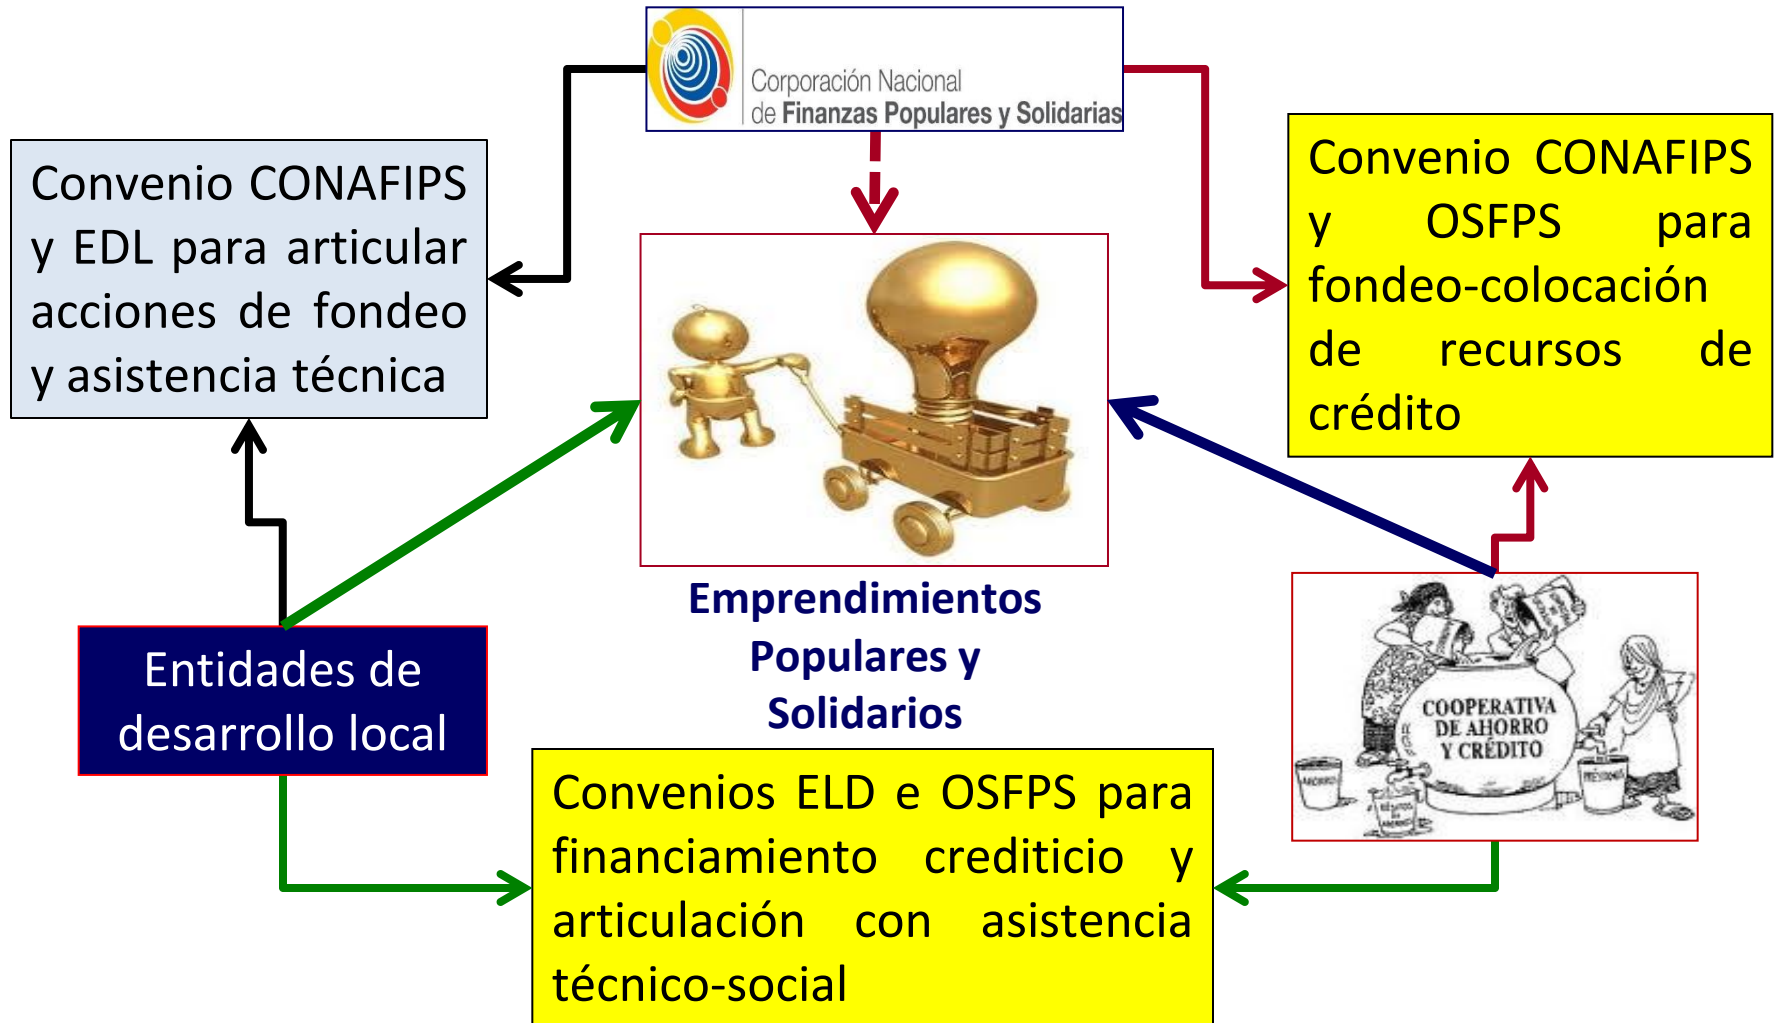 Corporación Nacional
de Finanzas Populares y Solidarias
Convenio CONAFIPS
y EDL para articular
acciones de fondeo
y asistencia técnica
Convenio CONAFIPS
y OSFPS para
fondeo-colocación
de recursos de
crédito
Emprendimientos
Populares y
Solidarios
Entidades de
desarrollo local
COOPERATIVA
DE AHORRO
Y CRÉDITO
AHORRO
PRÉSTAMOS
Convenios ELD e OSFPS para
financiamiento crediticio y
articulación con asistencia
técnico-social